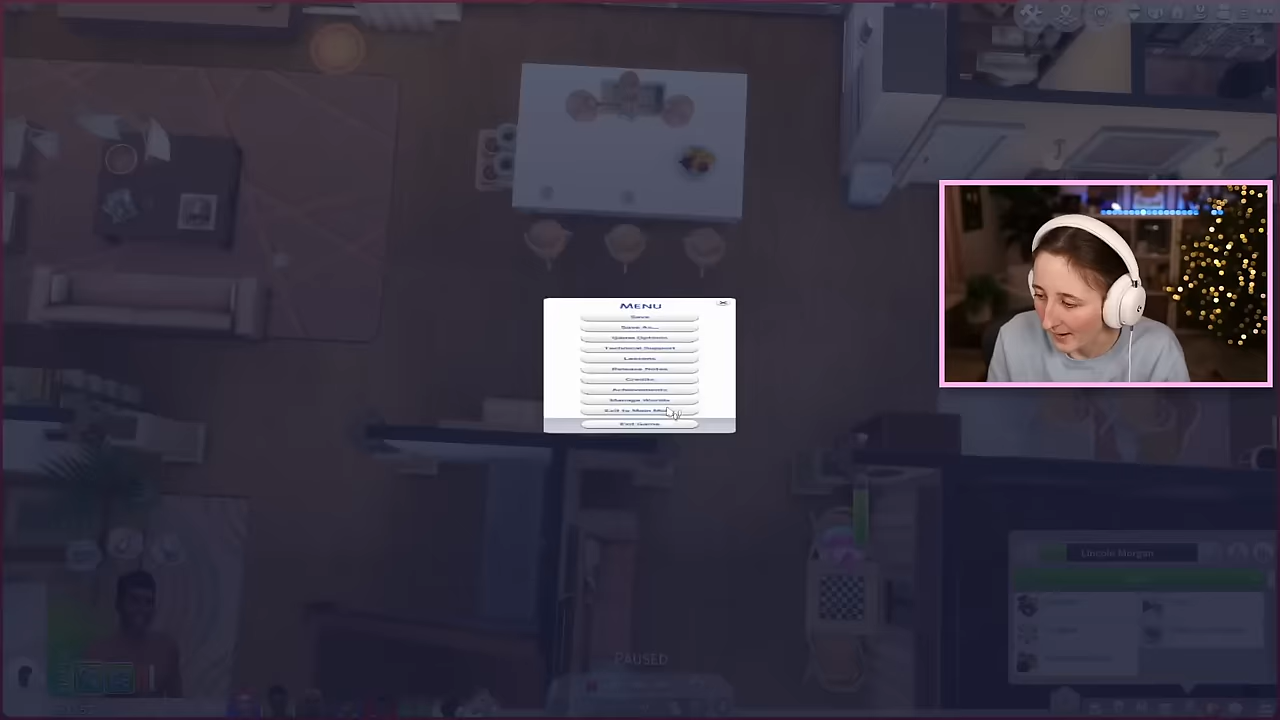 MENU
Save
Save As...
Game Options
Technical Support
Lessons
Release Notes
Credits
Achievements
Manage Worlds
Exit to Main
Exit Game
Lincoln Morgan
PAUSED